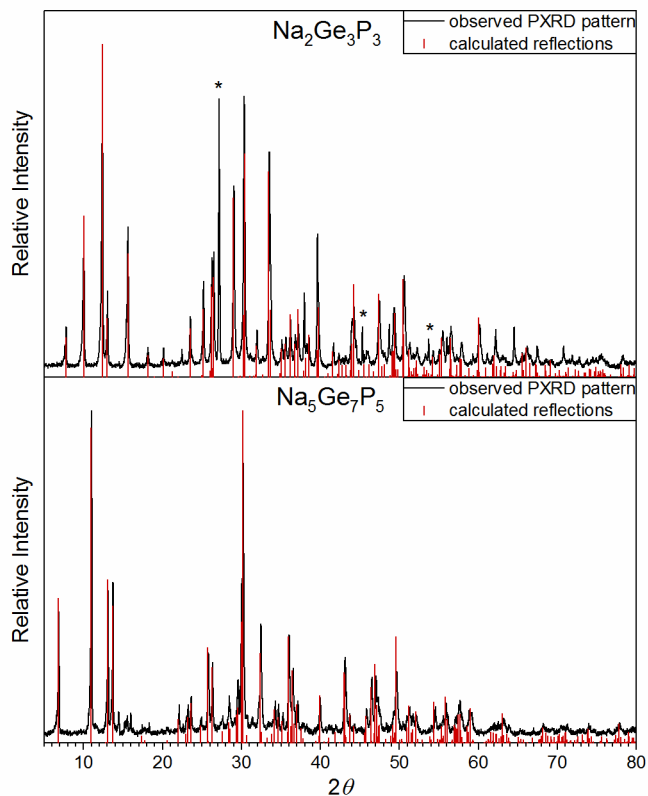 Na₂Ge₃P₃
observed PXRD pattern
calculated reflections
*
*
*
Relative Intensity
Na₅Ge₇P₅
observed PXRD pattern
calculated reflections
Relative Intensity
10 20 30 40 50 60 70 80
2θ